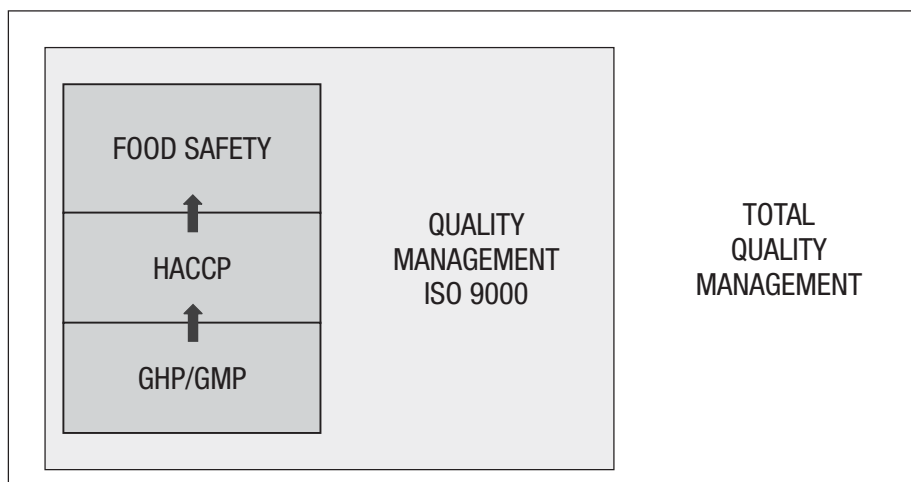 FOOD SAFETY
HACCP
GHP/GMP
QUALITY
MANAGEMENT
ISO 9000
TOTAL
QUALITY
MANAGEMENT